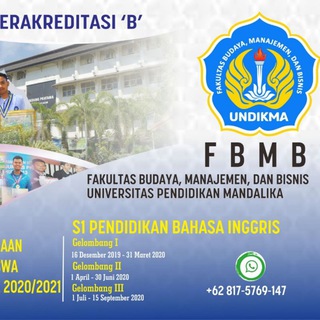 ERAKREDITASI 'B'
FAKULTAS BUDAYA, MANAJEMEN, DAN BISNIS
UNDIKMA
FBMB
FAKULTAS BUDAYA, MANAJEMEN, DAN BISNIS
UNIVERSITAS PENDIDIKAN MANDALIKA
S1 PENDIDIKAN BAHASA INGGRIS
AAN
WA
2020/2021
Gelombang I
16 Desember 2019 - 31 Maret 2020
Gelombang II
1 April - 30 Juni 2020
Gelombang III
1 Juli - 15 September 2020
+62 817-5769-147